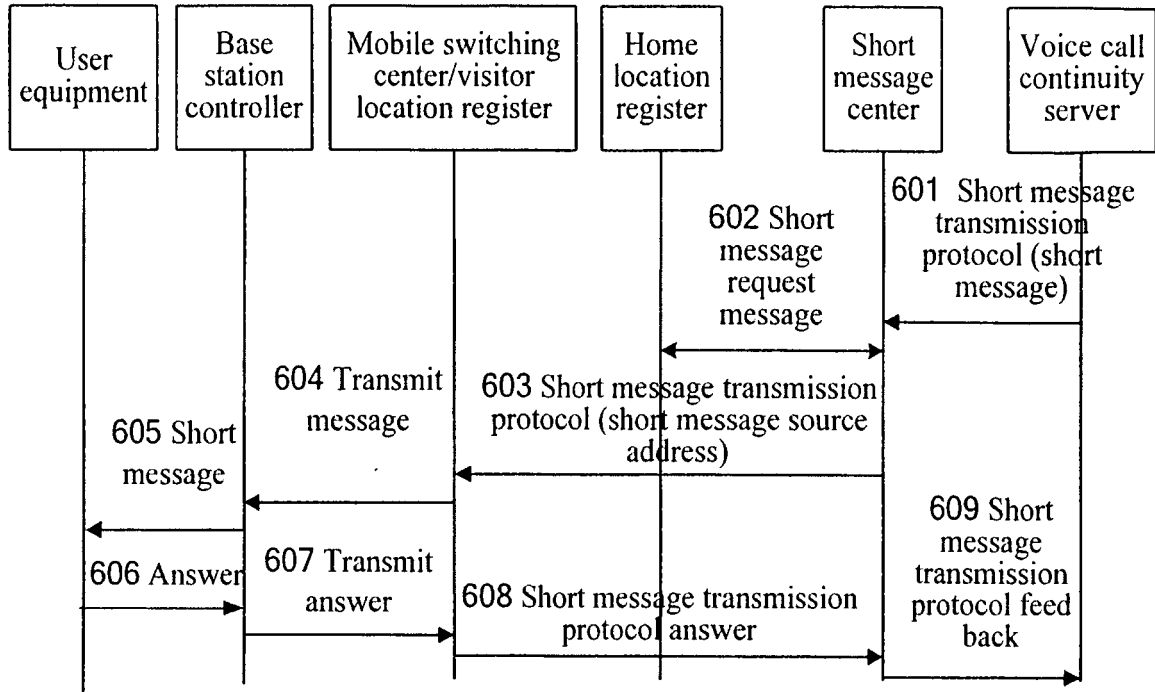 User
equipment
Base
station
controller
Mobile switching
center/visitor
location register
Home
location
register
Short
message
center
Voice call
continuity
server
601 Short message
transmission
protocol (short
message)
602 Short
message
request
message
603 Short message transmission
protocol (short message source
address)
604 Transmit
message
605 Short
message
606 Answer
607 Transmit
answer
608 Short message transmission
protocol answer
609 Short
message
transmission
protocol feed
back